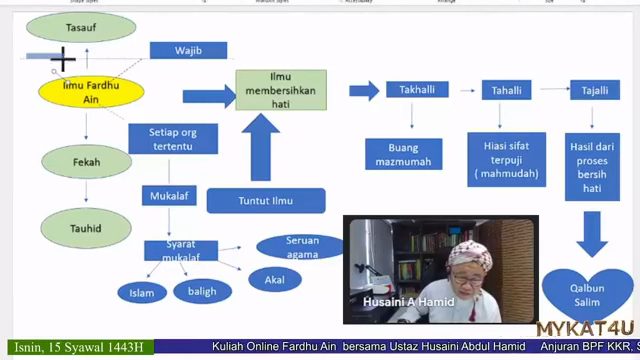 Tasauf
Wajib
Ilmu Fardhu
Ain
Ilmu
membersihkan
hati
Takhalli
Tahalli
Tajalli
Setiap org
tertentu
Buang
mazmumah
Hiasi sifat
terpuji
( mahmudah)
Hasil dari
proses
bersih
hati
Fekah
Mukalaf
Tuntut Ilmu
Tauhid
Syarat
mukalaf
Seruan
agama
Akal
Islam
baligh
Qalbun
Salim
Husaini A Hamid
MYKAT4U
Isnin, 15 Syawal 1443H
Kuliah Online Fardhu Ain bersama Ustaz Husaini Abdul Hamid
Anjuran BPF KKR, S